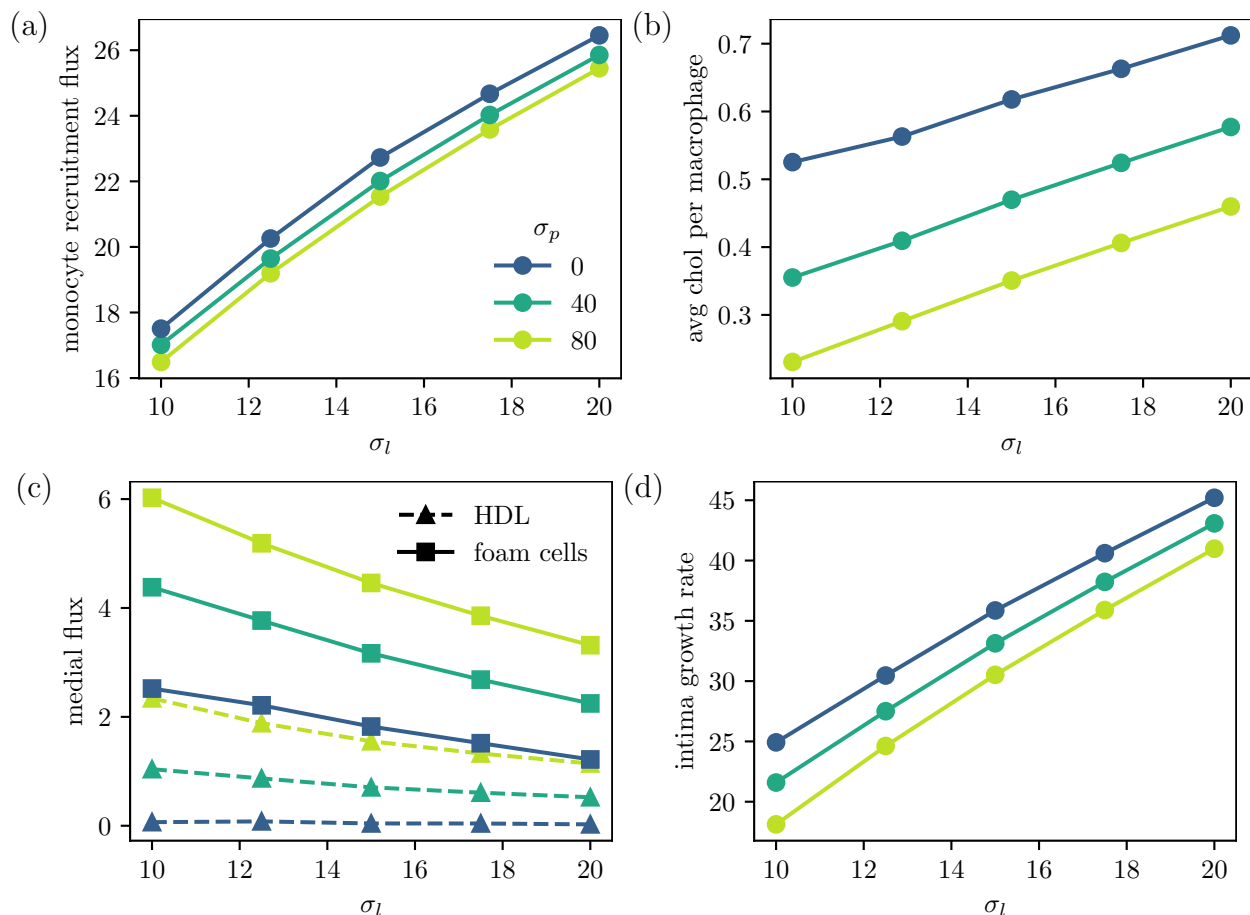 (a)
monocyte recruitment flux
26
24
22
20
18
16
10 12 14 16 18 20
σ_l
σ_p
0
40
80
(b)
avg chol per macrophage
0.7
0.6
0.5
0.4
0.3
10 12 14 16 18 20
σ_l
(c)
medial flux
6
4
2
0
10 12 14 16 18 20
σ_l
HDL
foam cells
(d)
intima growth rate
45
40
35
30
25
20
10 12 14 16 18 20
σ_l